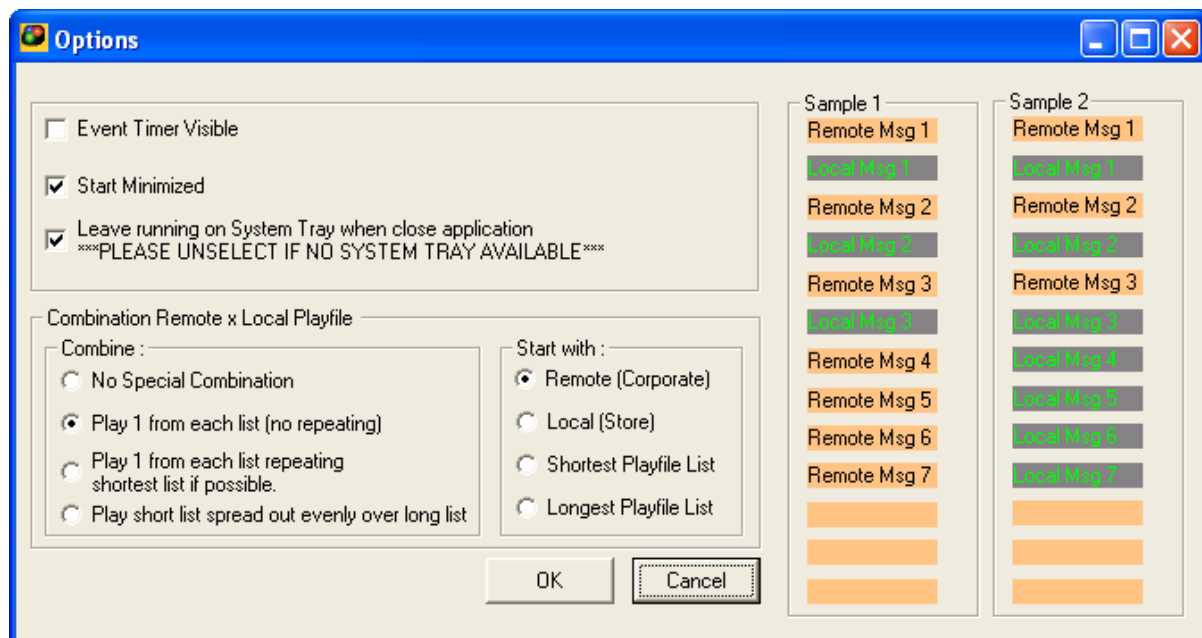 Options
Event Timer Visible
Start Minimized
Leave running on System Tray when close application
***PLEASE UNSELECT IF NO SYSTEM TRAY AVAILABLE***
Combination Remote x Local Playfile
Combine :
No Special Combination
Play 1 from each list (no repeating)
Play 1 from each list repeating
shortest list if possible.
Play short list spread out evenly over long list
Start with :
Remote (Corporate)
Local (Store)
Shortest Playfile List
Longest Playfile List
OK
Cancel
Sample 1
Remote Msg 1
Local Msg 1
Remote Msg 2
Local Msg 2
Remote Msg 3
Local Msg 3
Remote Msg 4
Remote Msg 5
Remote Msg 6
Remote Msg 7
Sample 2
Remote Msg 1
Local Msg 1
Remote Msg 2
Local Msg 2
Remote Msg 3
Local Msg 3
Local Msg 4
Local Msg 5
Local Msg 6
Local Msg 7